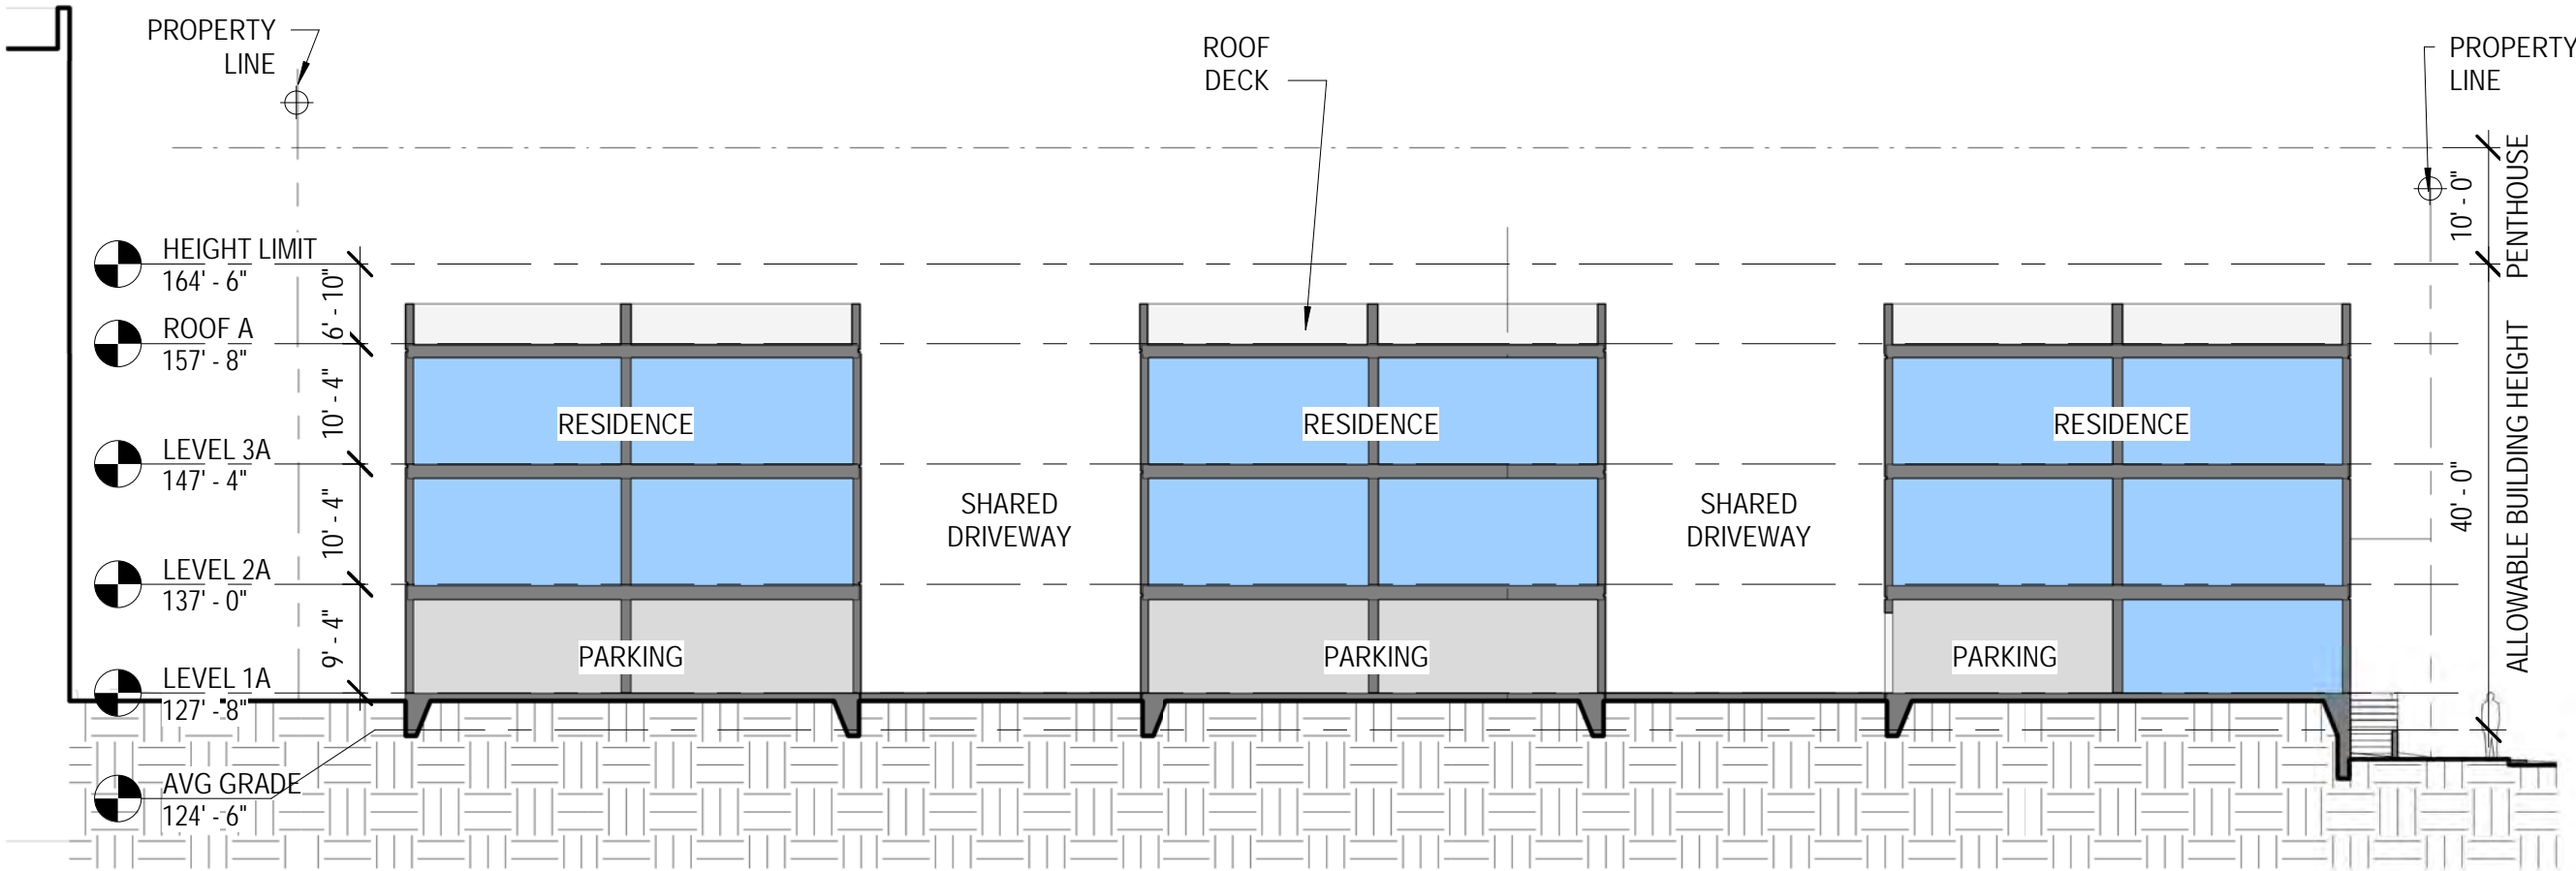 PROPERTY
LINE
ROOF
DECK
PROPERTY
LINE
HEIGHT LIMIT
164' - 6"
ROOF A
157' - 8"
LEVEL 3A
147' - 4"
LEVEL 2A
137' - 0"
LEVEL 1A
127' - 8"
AVG GRADE
124' - 6"
6' - 10"
10' - 4"
10' - 4"
9' - 4"
RESIDENCE
PARKING
SHARED
DRIVEWAY
RESIDENCE
PARKING
SHARED
DRIVEWAY
RESIDENCE
PARKING
10' - 0"
PENTHOUSE
40' - 0"
ALLOWABLE BUILDING HEIGHT